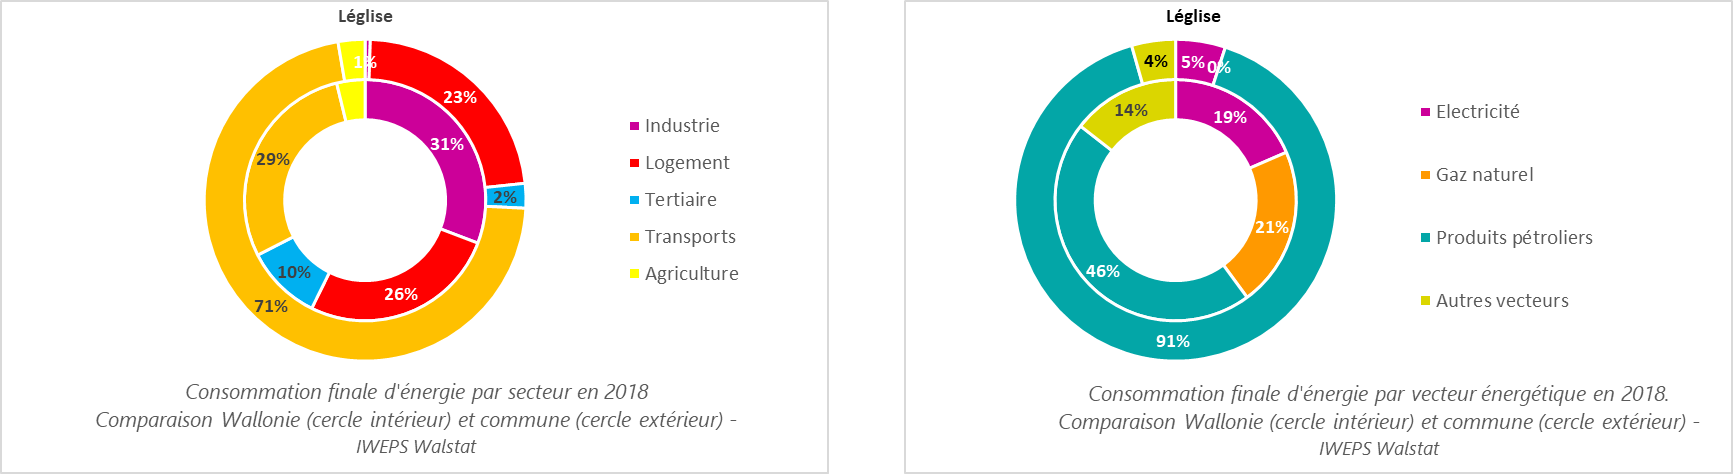 Léglise
1%
23%
31%
29%
2%
10%
26%
71%
Industrie
Logement
Tertiaire
Transports
Agriculture
Consommation finale d'énergie par secteur en 2018
Comparaison Wallonie (cercle intérieur) et commune (cercle extérieur) -
IWEPS Walstat
Léglise
4%
5%
0%
14%
19%
21%
46%
91%
Electricité
Gaz naturel
Produits pétroliers
Autres vecteurs
Consommation finale d'énergie par vecteur énergétique en 2018.
Comparaison Wallonie (cercle intérieur) et commune (cercle extérieur) -
IWEPS Walstat